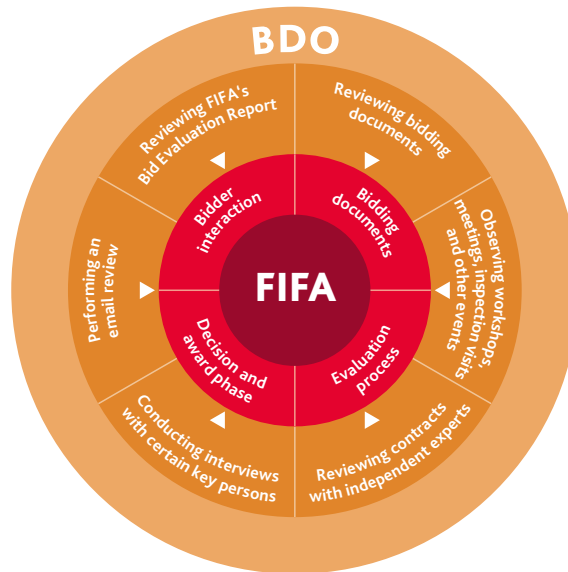 BDO
Reviewing FIFA's
Bid Evaluation Report
Reviewing bidding
documents
Bidder
interaction
Bidding
documents
Performing an
email review
FIFA
Observing workshops,
meetings, inspection visits
and other events
Decision and
award phase
Evaluation
process
Conducting interviews
with certain key persons
Reviewing contracts
with independent experts